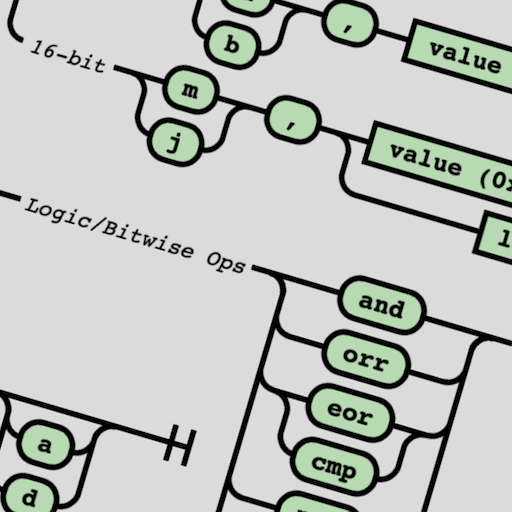 b
,
value
16-bit
m
,
value (0x
j
Logic/Bitwise Ops
and
orr
eor
cmp
a
d